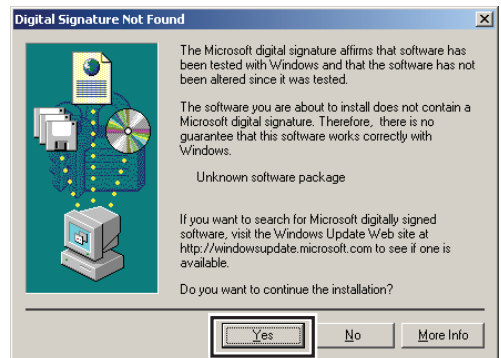 Digital Signature Not Found
The Microsoft digital signature affirms that software has
been tested with Windows and that the software has not
been altered since it was tested.
The software you are about to install does not contain a
Microsoft digital signature. Therefore, there is no
guarantee that this software works correctly with
Windows.
Unknown software package
If you want to search for Microsoft digitally signed
software, visit the Windows Update Web site at
http://windowsupdate.microsoft.com to see if one is
available.
Do you want to continue the installation?
Yes No More Info